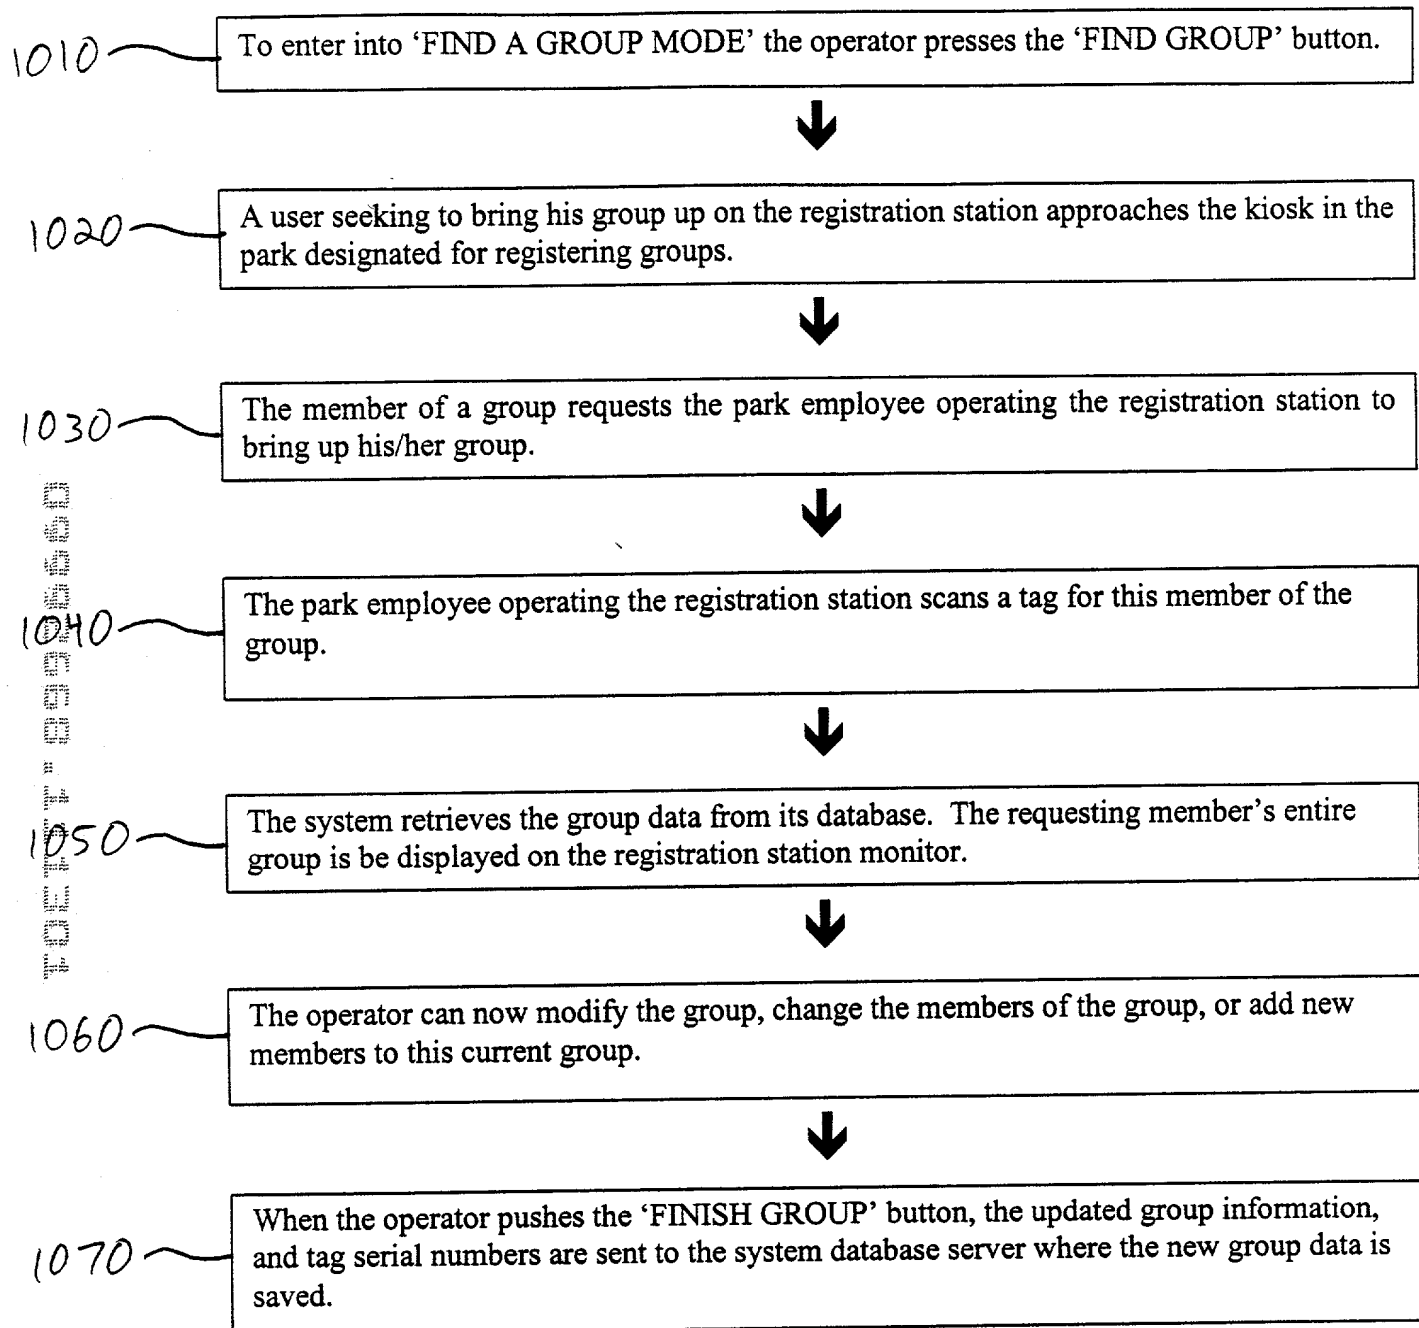 1010
To enter into ‘FIND A GROUP MODE’ the operator presses the ‘FIND GROUP’ button.
1020
A user seeking to bring his group up on the registration station approaches the kiosk in the
park designated for registering groups.
1030
The member of a group requests the park employee operating the registration station to
bring up his/her group.
1040
The park employee operating the registration station scans a tag for this member of the
group.
1050
The system retrieves the group data from its database. The requesting member’s entire
group is be displayed on the registration station monitor.
1060
The operator can now modify the group, change the members of the group, or add new
members to this current group.
1070
When the operator pushes the ‘FINISH GROUP’ button, the updated group information,
and tag serial numbers are sent to the system database server where the new group data is
saved.